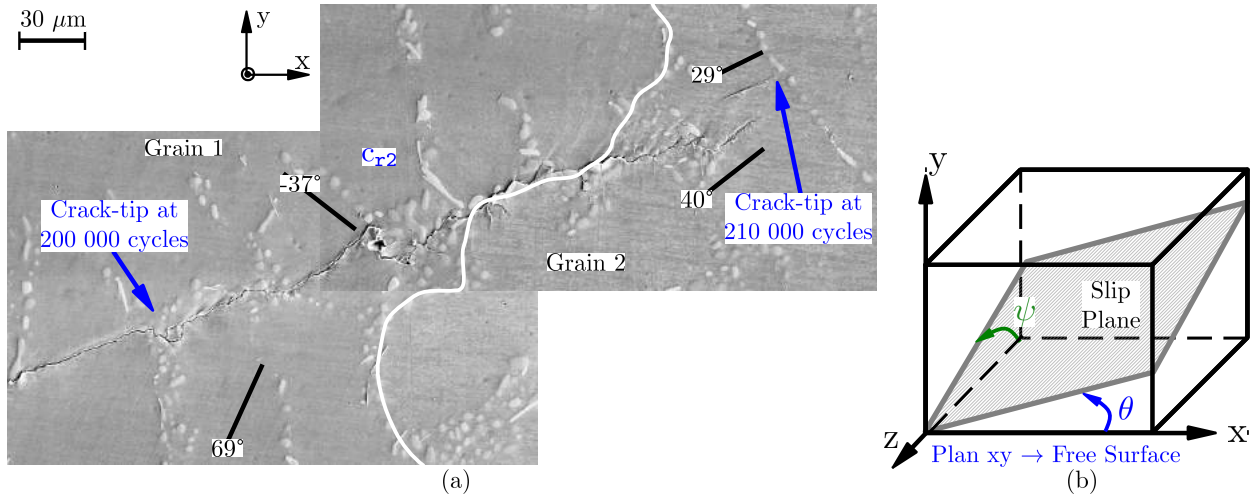 30 μm
y
x
Grain 1
c_r2
-37°
29°
40°
Crack-tip at
200 000 cycles
Crack-tip at
210 000 cycles
Grain 2
69°
(a)
y
Slip
Plane
ψ
θ
z
x
Plan xy → Free Surface
(b)